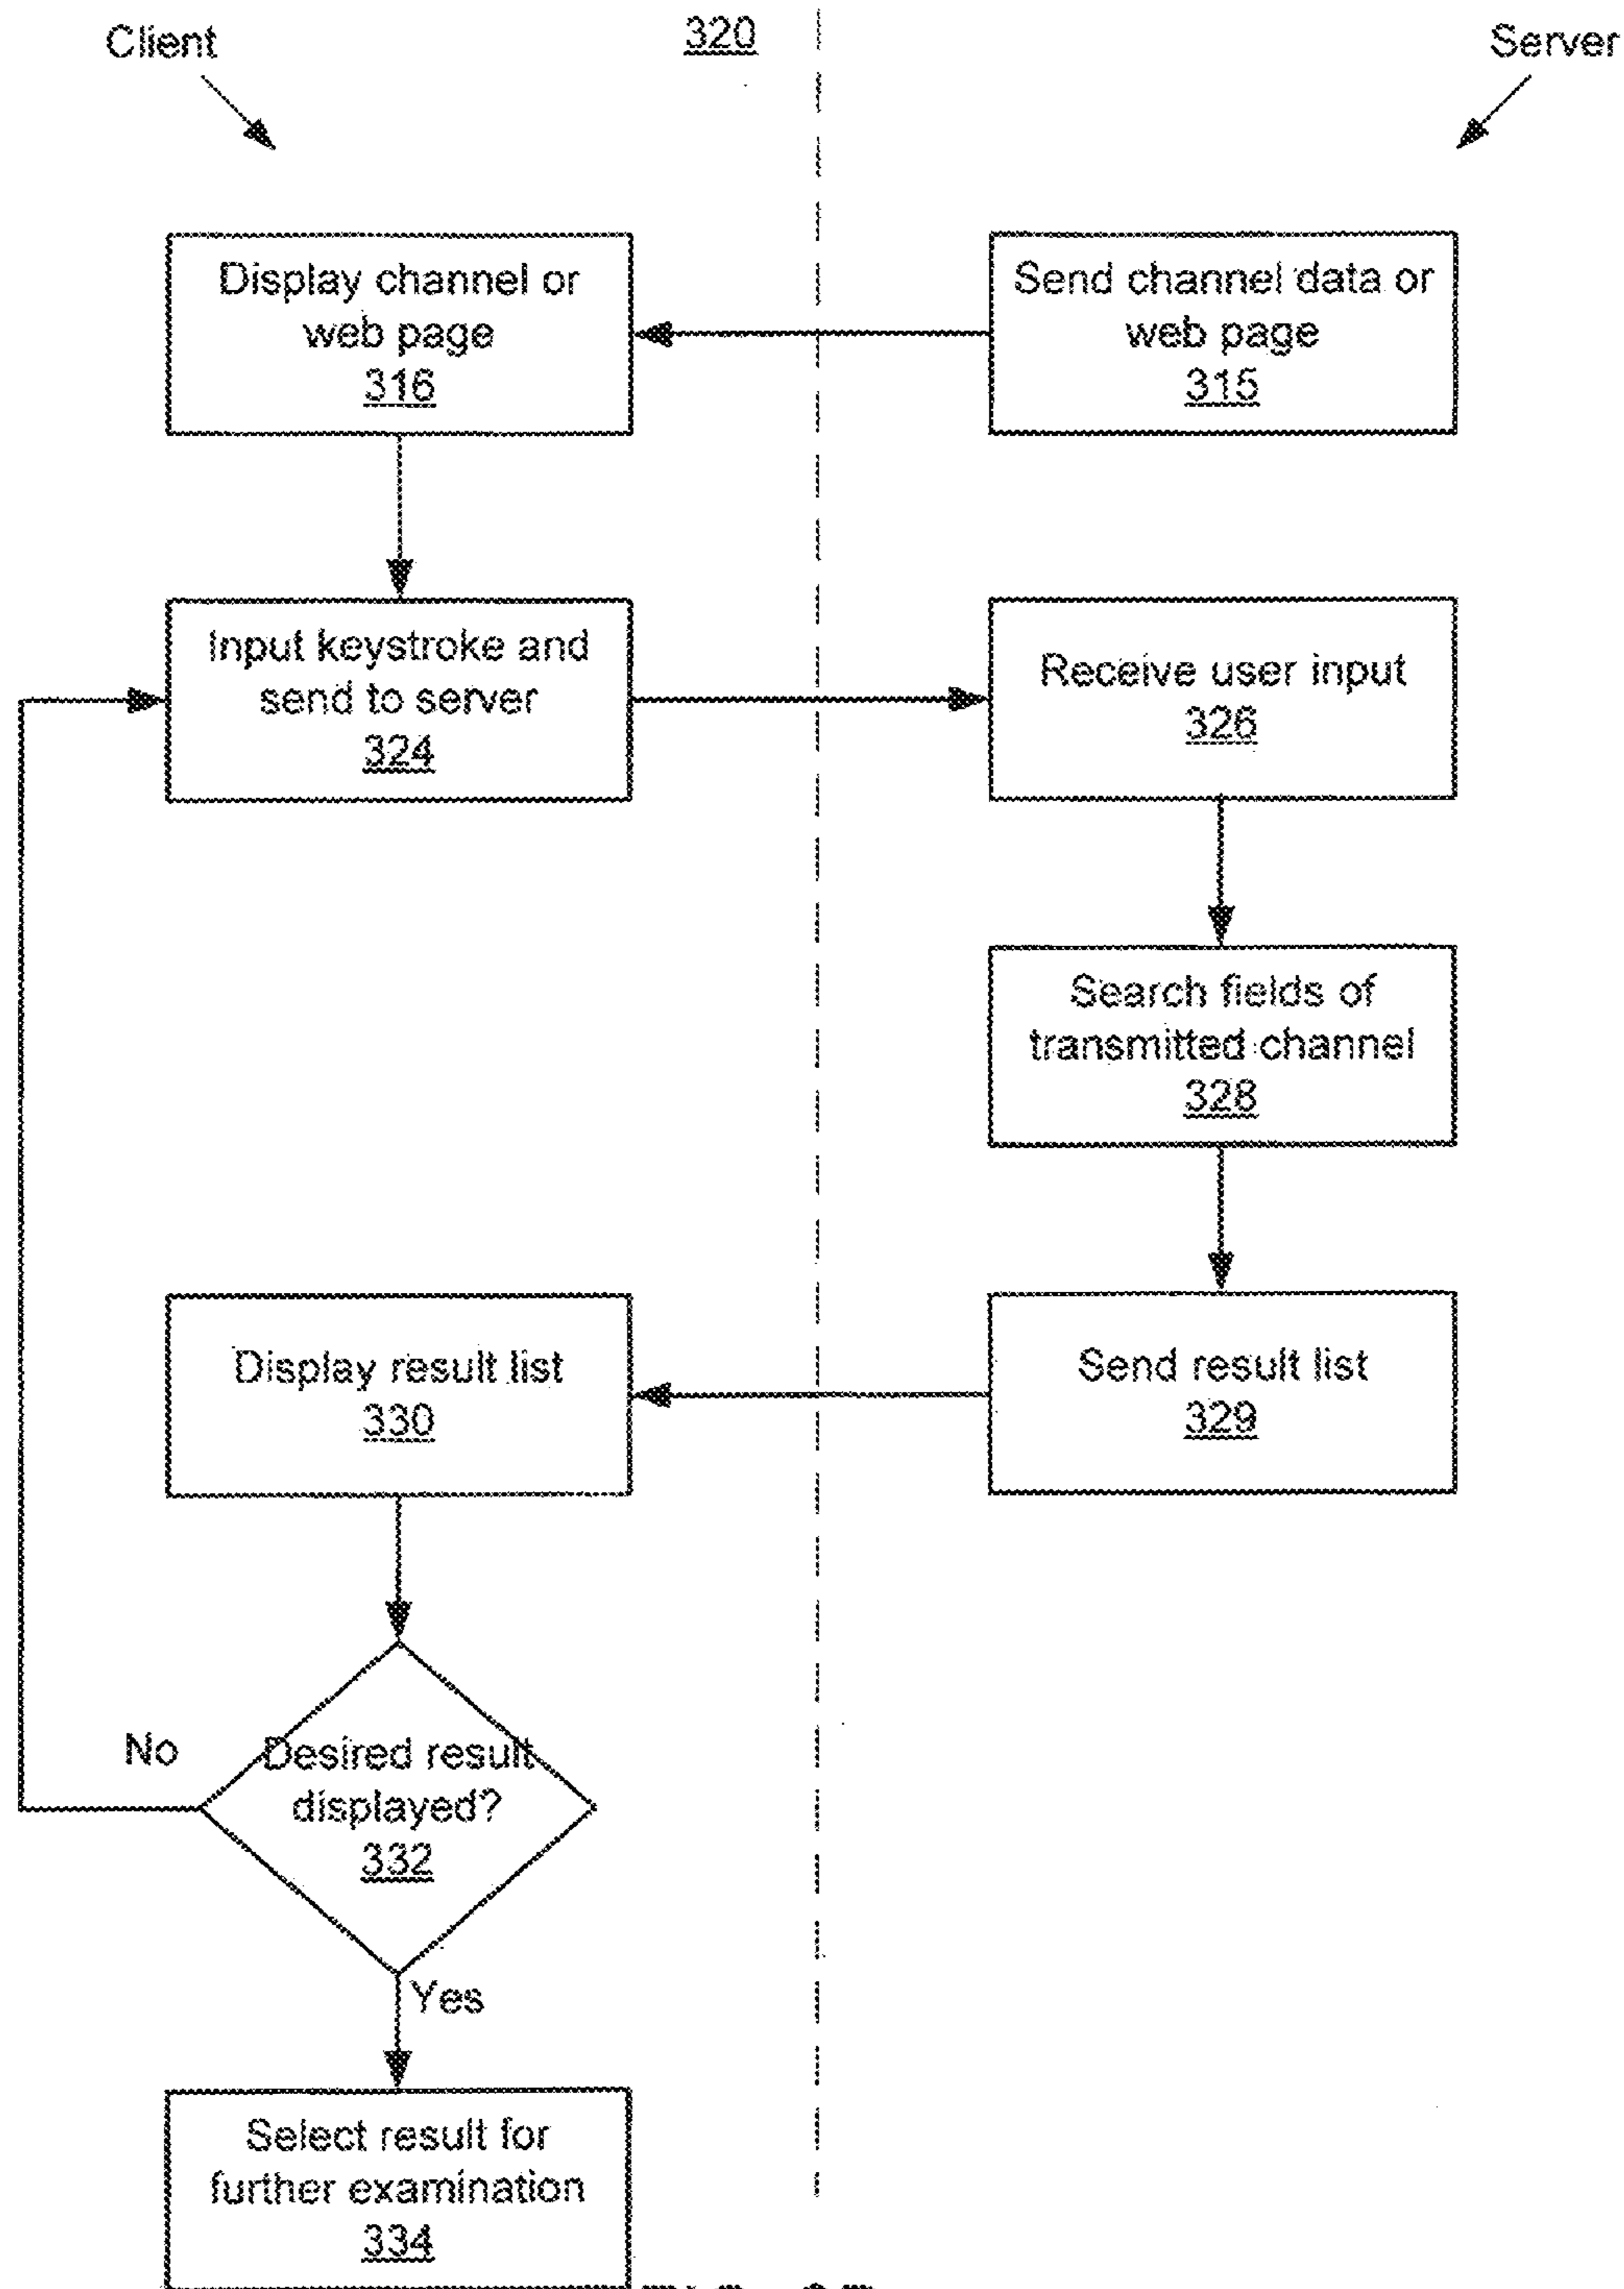 Client
320
Server
Display channel or
web page
316
Send channel data or
web page
315
Input keystroke and
send to server
324
Receive user input
326
Search fields of
transmitted channel
328
Display result list
330
Send result list
329
No
Desired result
displayed?
332
Yes
Select result for
further examination
334